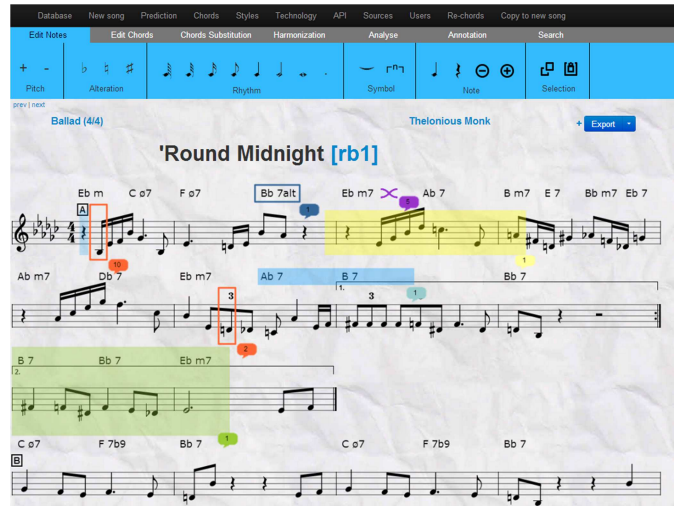 Database New song Prediction Chords Styles Technology API Sources Users Re-chords Copy to new song
Edit Notes Edit Chords Chords Substitution Harmonization Analyse Annotation Search
Pitch Alteration Rhythm Symbol Note Selection
prev | next
Ballad (4/4) Thelonious Monk + Export
'Round Midnight [rb1]
Eb m C ø7 F ø7 Bb 7alt Eb m7 Ab 7 B m7 E 7 Bb m7 Eb 7
A 3 5
4 4
10 1
Ab m7 Db 7 Eb m7 Ab 7 B 7 Bb 7
1.
3 3 1
2
B 7 Bb 7 Eb m7
2.
1
C ø7 F 7b9 Bb 7 C ø7 F 7b9 Bb 7
B